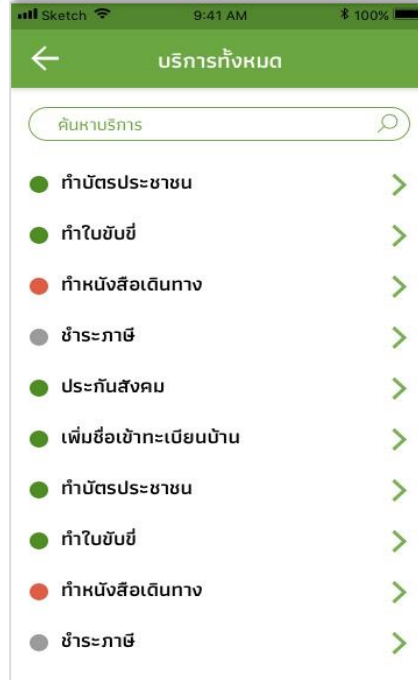 Sketch 9:41 AM 100%
บริการทั้งหมด
ค้นหาบริการ
ทำบัตรประชาชน
ทำใบขับขี่
ทำหนังสือเดินทาง
ชำระภาษี
ประกันสังคม
เพิ่มชื่อเข้าทะเบียนบ้าน
ทำบัตรประชาชน
ทำใบขับขี่
ทำหนังสือเดินทาง
ชำระภาษี